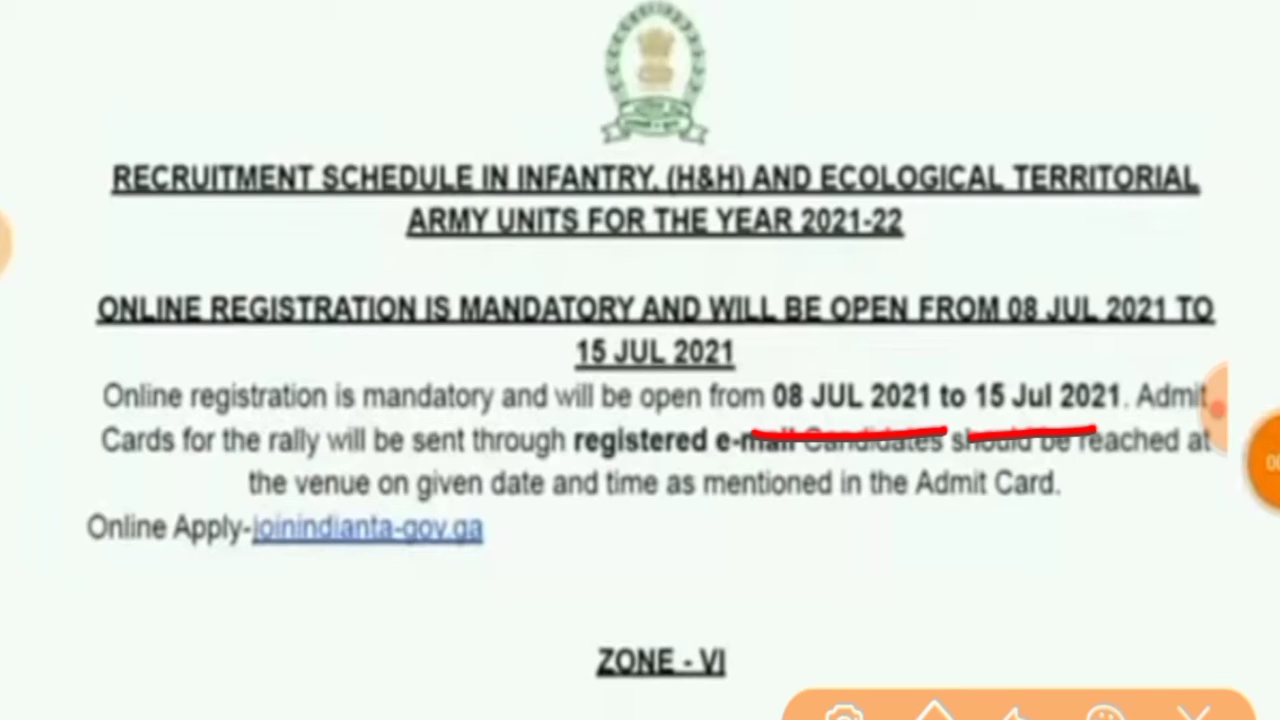 RECRUITMENT SCHEDULE IN INFANTRY, (H&H) AND ECOLOGICAL TERRITORIAL
ARMY UNITS FOR THE YEAR 2021-22
ONLINE REGISTRATION IS MANDATORY AND WILL BE OPEN FROM 08 JUL 2021 TO
15 JUL 2021
Online registration is mandatory and will be open from 08 JUL 2021 to 15 Jul 2021. Admit
Cards for the rally will be sent through registered e-mail Candidates should be reached at
the venue on given date and time as mentioned in the Admit Card.
Online Apply-joinindianta-gov.ga
ZONE - VI